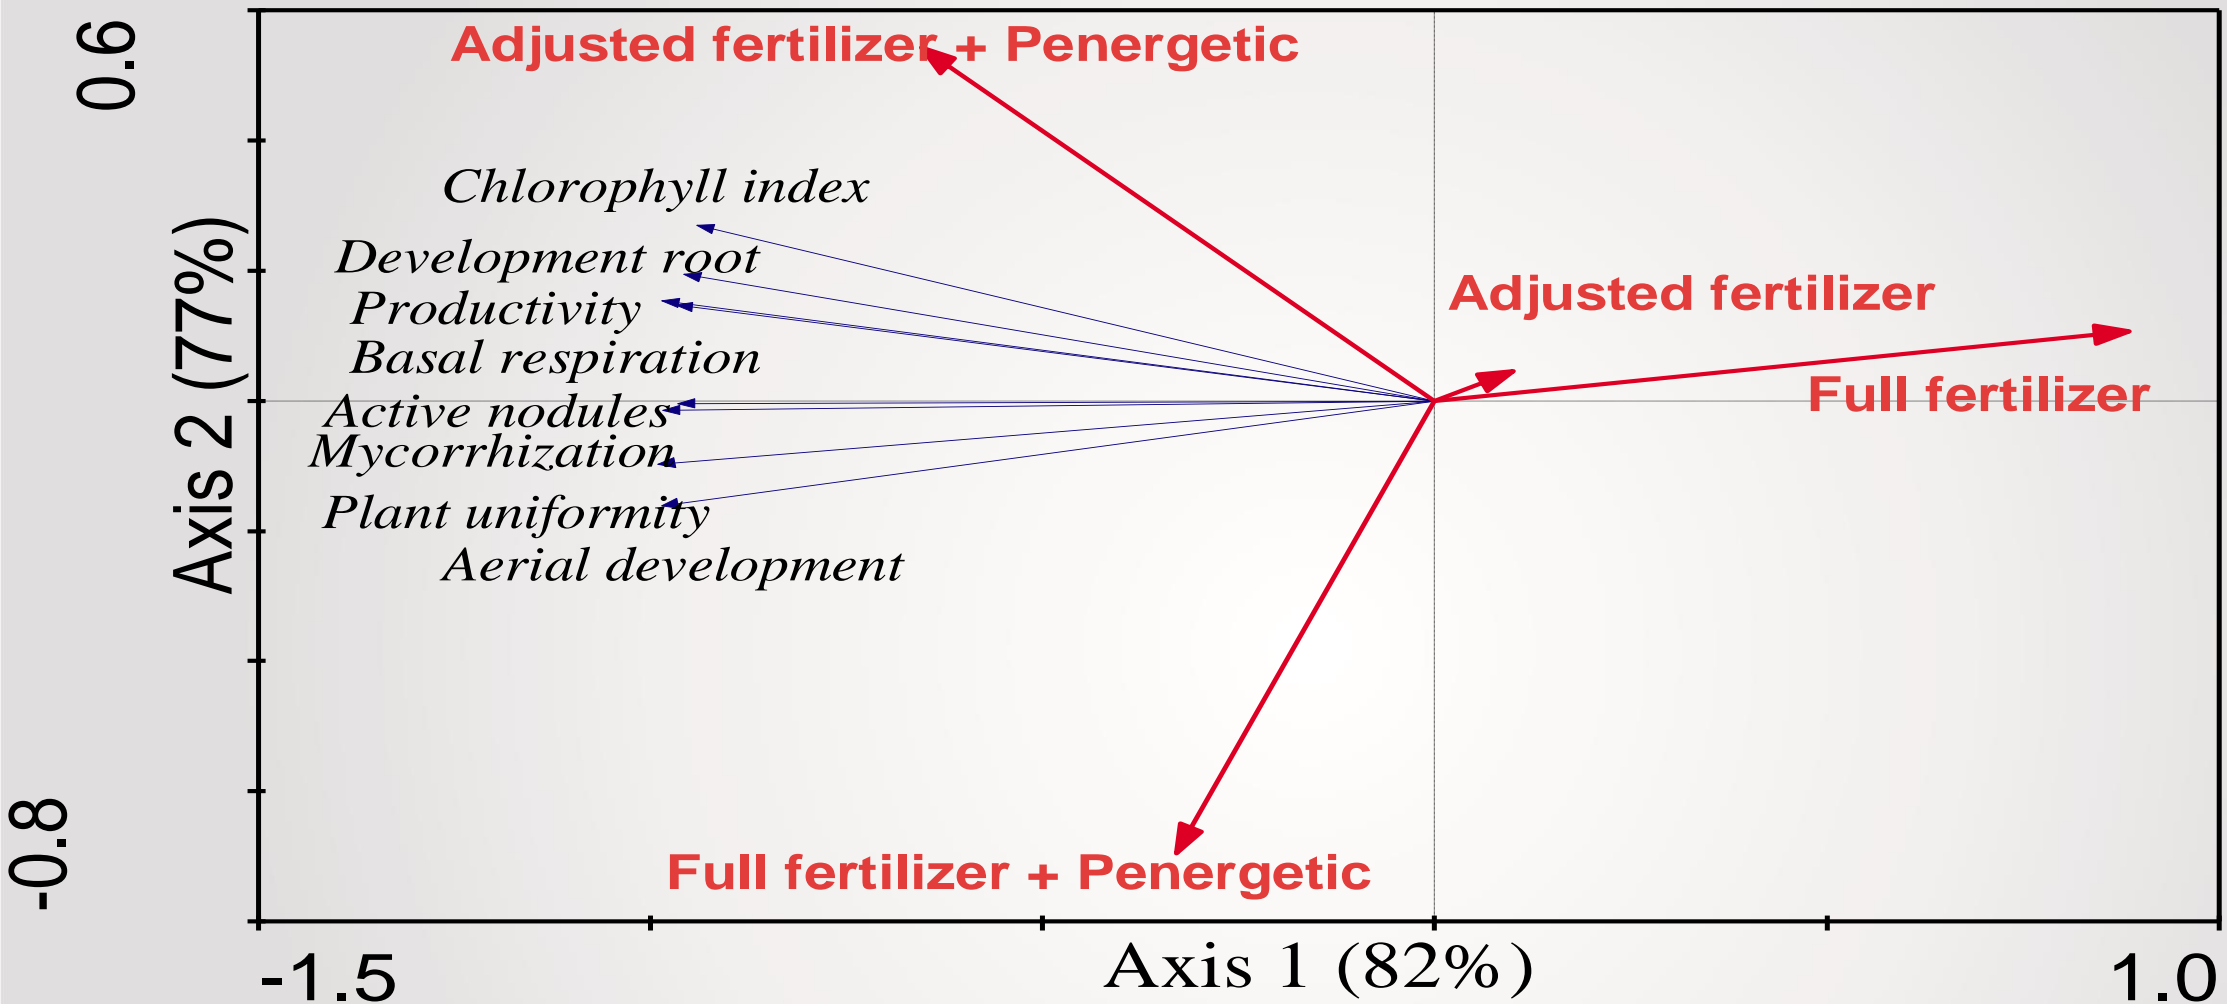 0.6
Adjusted fertilizer + Penergetic
Chlorophyll index
Development root
Adjusted fertilizer
Productivity
Basal respiration
Full fertilizer
Active nodules
Mycorrhization
Plant uniformity
Aerial development
Axis 2 (77%)
-0.8
Full fertilizer + Penergetic
-1.5
Axis 1 (82%)
1.0